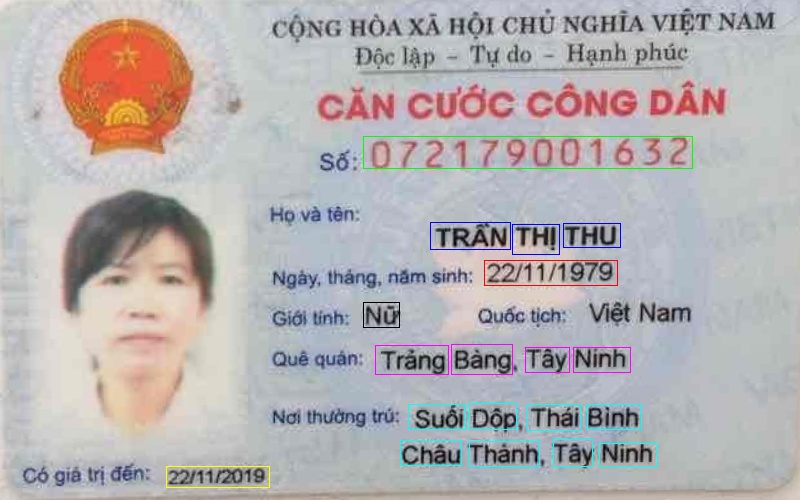 CỘNG HÒA XÃ HỘI CHỦ NGHĨA VIỆT NAM
Độc lập - Tự do - Hạnh phúc
CĂN CƯỚC CÔNG DÂN
Số: 072179001632
Họ và tên:
TRẦN THỊ THU
Ngày, tháng, năm sinh: 22/11/1979
Giới tính: Nữ Quốc tịch: Việt Nam
Quê quán: Trảng Bàng, Tây Ninh
Nơi thường trú: Suối Dộp, Thái Bình
Châu Thành, Tây Ninh
Có giá trị đến: 22/11/2019